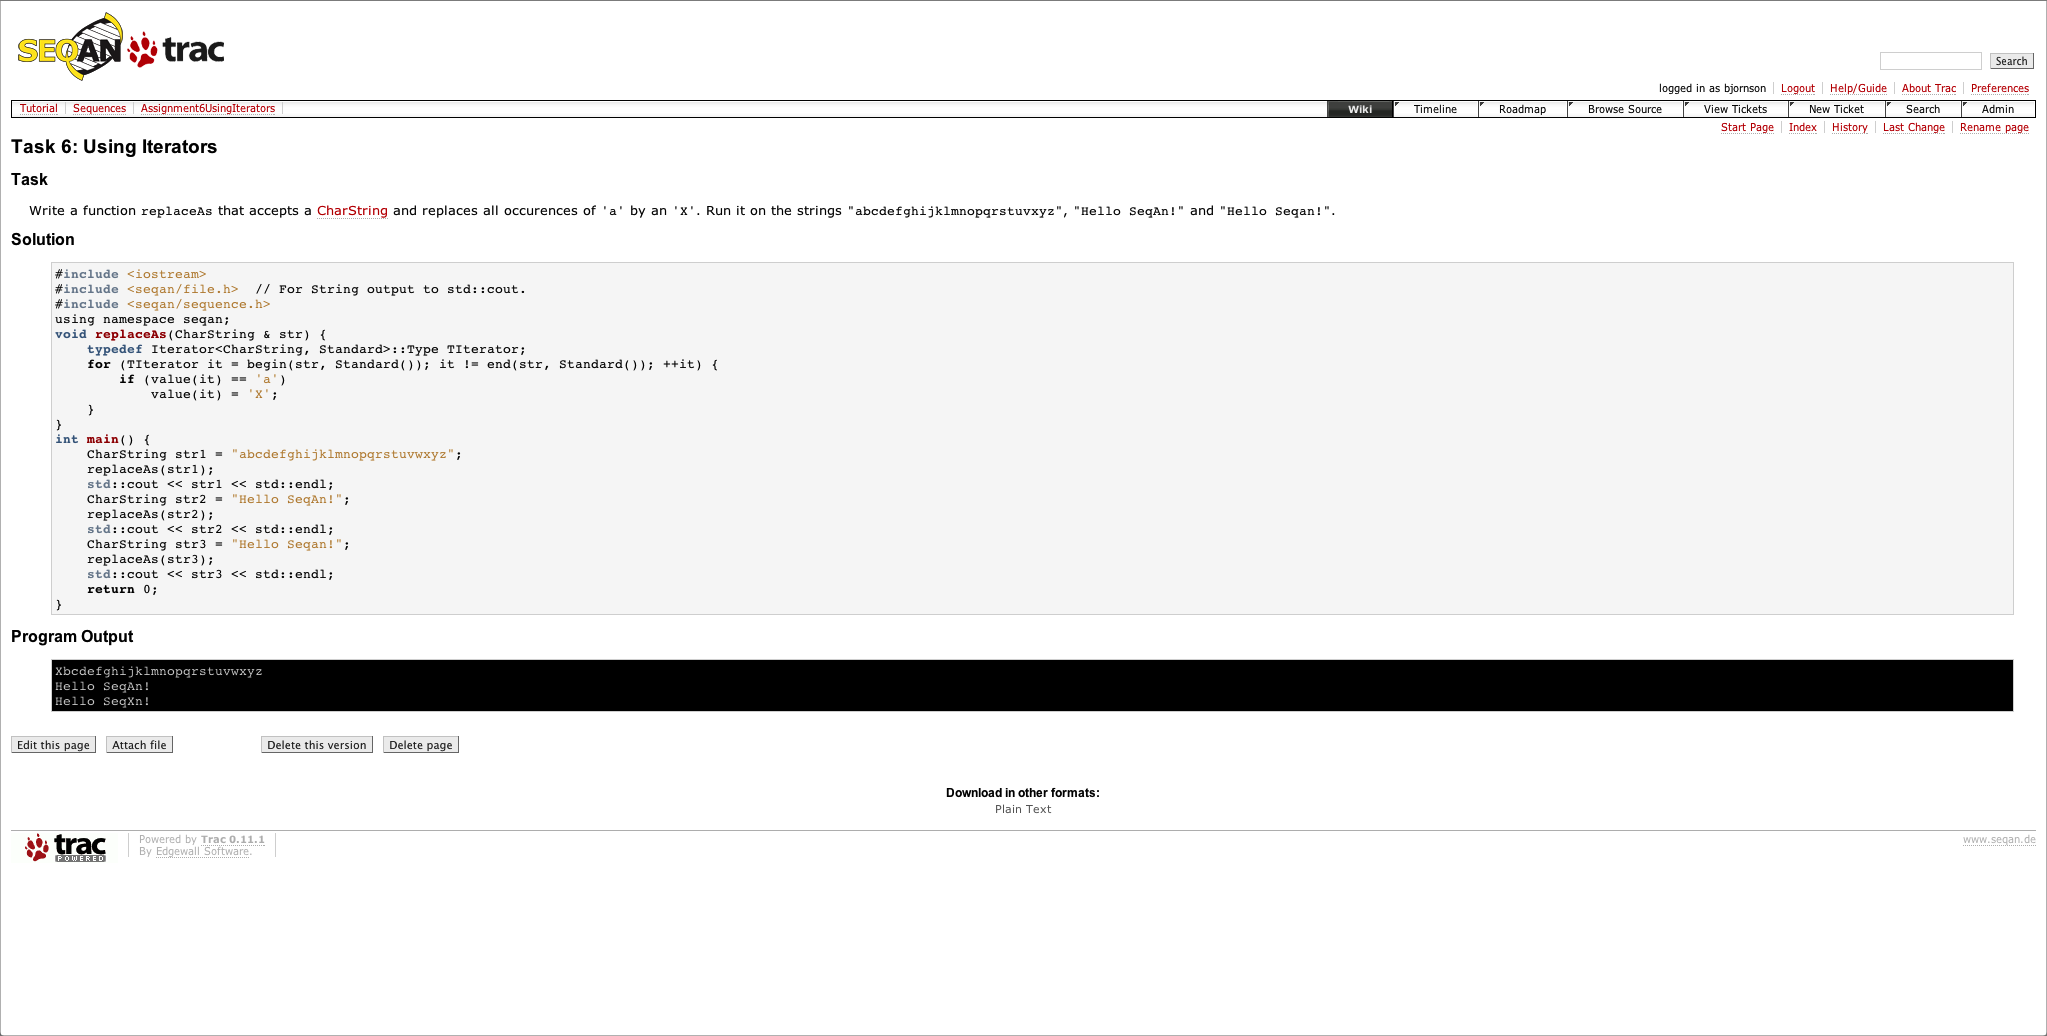 SEQAN trac
Search
logged in as bjornson Logout Help/Guide About Trac Preferences
Tutorial Sequences Assignment6UsingIterators Wiki Timeline Roadmap Browse Source View Tickets New Ticket Search Admin
Start Page Index History Last Change Rename page
Task 6: Using Iterators
Task
Write a function replaceAs that accepts a CharString and replaces all occurences of 'a' by an 'X'. Run it on the strings "abcdefghijklmnopqrstuvxyz", "Hello SeqAn!" and "Hello Seqan!".
Solution
#include <iostream>
#include <seqan/file.h>  // For String output to std::cout.
#include <seqan/sequence.h>
using namespace seqan;
void replaceAs(CharString & str) {
    typedef Iterator<CharString, Standard>::Type TIterator;
    for (TIterator it = begin(str, Standard()); it != end(str, Standard()); ++it) {
        if (value(it) == 'a')
            value(it) = 'X';
    }
}
int main() {
    CharString str1 = "abcdefghijklmnopqrstuvwxyz";
    replaceAs(str1);
    std::cout << str1 << std::endl;
    CharString str2 = "Hello SeqAn!";
    replaceAs(str2);
    std::cout << str2 << std::endl;
    CharString str3 = "Hello Seqan!";
    replaceAs(str3);
    std::cout << str3 << std::endl;
    return 0;
}
Program Output
Xbcdefghijklmnopqrstuvwxyz
Hello SeqAn!
Hello SeqXn!
Edit this page Attach file Delete this version Delete page
Download in other formats:
Plain Text
trac POWERED
Powered by Trac 0.11.1
By Edgewall Software.
www.seqan.de